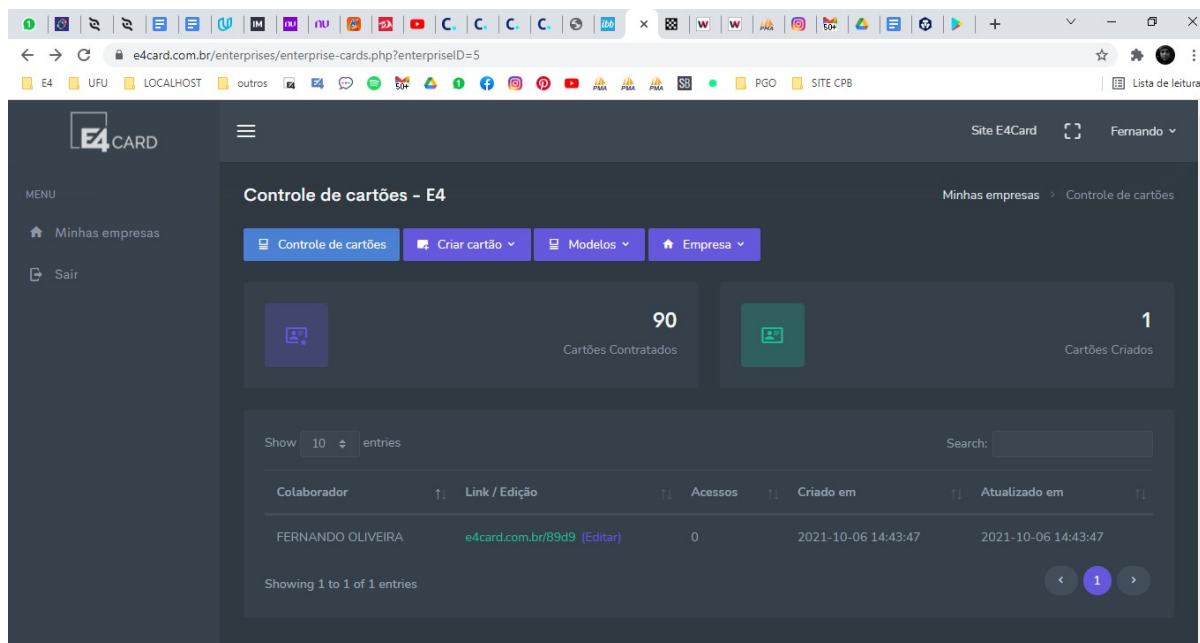 e4card.com.br/enterprises/enterprise-cards.php?enterpriseID=5
E4 UFU LOCALHOST outros PMA PMA PMA SB PGO SITE CPB Lista de leitura
E4 CARD
Site E4Card Fernando
MENU
Minhas empresas
Sair
Controle de cartões - E4
Minhas empresas > Controle de cartões
Controle de cartões Criar cartão Modelos Empresa
90
Cartões Contratados
1
Cartões Criados
Show 10 entries Search:
Colaborador Link / Edição Acessos Criado em Atualizado em
FERNANDO OLIVEIRA e4card.com.br/89d9 (Editar) 0 2021-10-06 14:43:47 2021-10-06 14:43:47
Showing 1 to 1 of 1 entries
‹ 1 ›